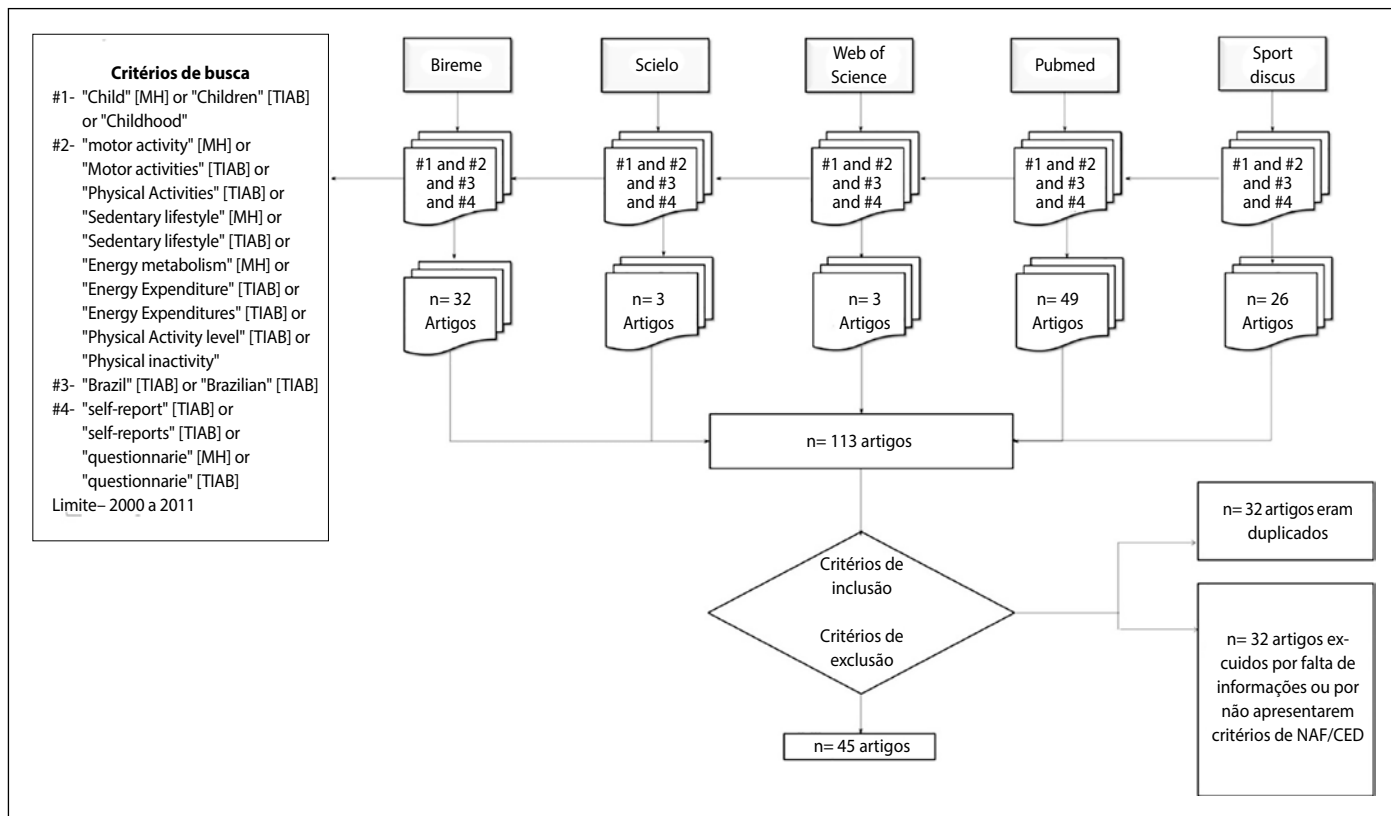 Critérios de busca
#1- "Child" [MH] or "Children" [TIAB]
or "Childhood"
#2- "motor activity" [MH] or
"Motor activities" [TIAB] or
"Physical Activities" [TIAB] or
"Sedentary lifestyle" [MH] or
"Sedentary lifestyle" [TIAB] or
"Energy metabolism" [MH] or
"Energy Expenditure" [TIAB] or
"Energy Expenditures" [TIAB] or
"Physical Activity level" [TIAB] or
"Physical inactivity"
#3- "Brazil" [TIAB] or "Brazilian" [TIAB]
#4- "self-report" [TIAB] or
"self-reports" [TIAB] or
"questionnarie" [MH] or
"questionnarie" [TIAB]
Limite– 2000 a 2011
Bireme
Scielo
Web of
Science
Pubmed
Sport
discus
#1 and #2
and #3
and #4
#1 and #2
and #3
and #4
#1 and #2
and #3
and #4
#1 and #2
and #3
and #4
#1 and #2
and #3
and #4
n= 32
Artigos
n= 3
Artigos
n= 3
Artigos
n= 49
Artigos
n= 26
Artigos
n= 113 artigos
Critérios de
inclusão
Critérios de
exclusão
n= 32 artigos eram
duplicados
n= 32 artigos ex-
cuidos por falta de
informações ou por
não apresentarem
critérios de NAF/CED
n= 45 artigos